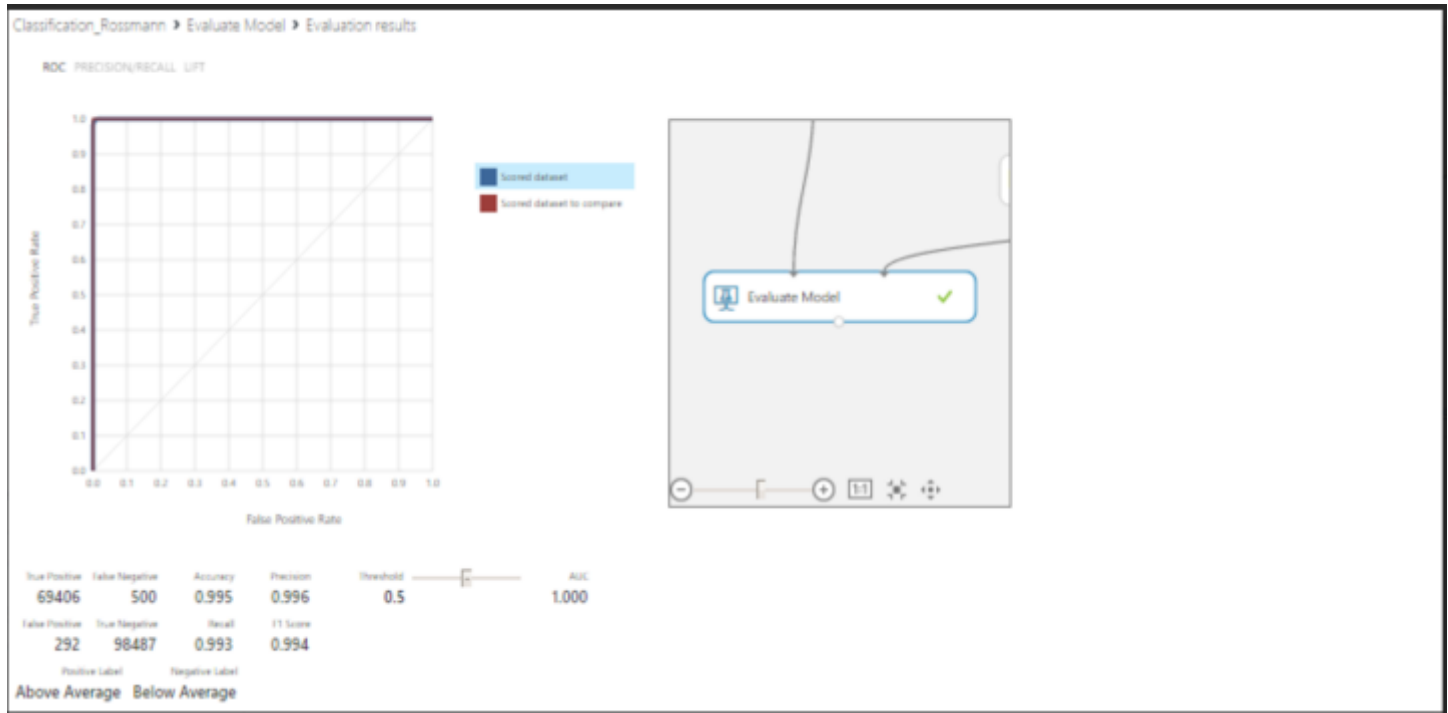 Classification_Rossmann > Evaluate Model > Evaluation results
ROC PRECISION/RECALL LIFT
True Positive Rate
1.0
0.9
0.8
0.7
0.6
0.5
0.4
0.3
0.2
0.1
0.0
0.0 0.1 0.2 0.3 0.4 0.5 0.6 0.7 0.8 0.9 1.0
False Positive Rate
Scored dataset
Scored dataset to compare
Evaluate Model
1:1
True Positive False Negative Accuracy Precision Threshold AUC
69406 500 0.995 0.996 0.5 1.000
False Positive True Negative Recall F1 Score
292 98487 0.993 0.994
Positive Label Negative Label
Above Average Below Average